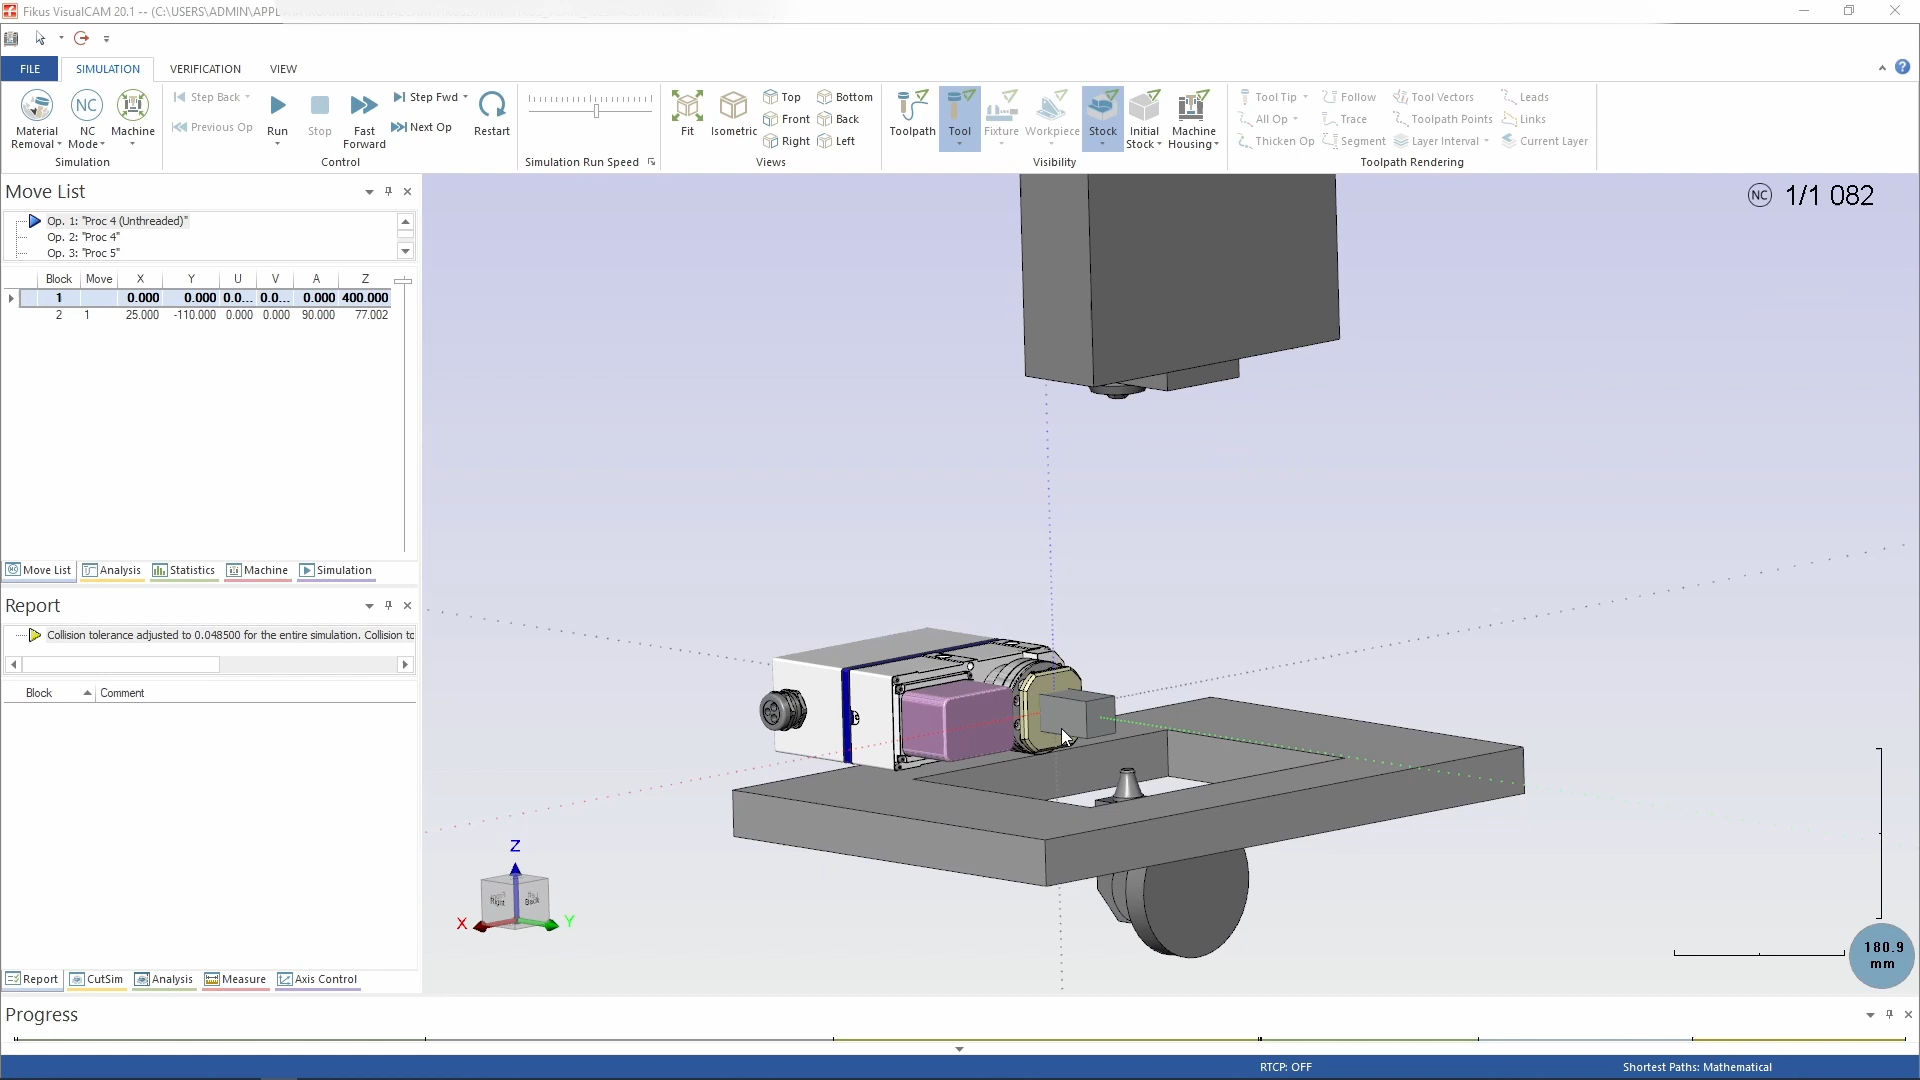 Fikus VisualCAM 20.1 -- (C:\USERS\ADMIN\APPL
FILE
SIMULATION
VERIFICATION
VIEW
Material Removal
NC Mode
Machine
Simulation
Step Back
Previous Op
Run
Stop
Fast Forward
Step Fwd
Next Op
Restart
Control
Simulation Run Speed
Fit
Isometric
Top
Front
Right
Bottom
Back
Left
Views
Toolpath
Tool
Fixture
Workpiece
Stock
Initial Stock
Machine Housing
Visibility
Tool Tip
Follow
Tool Vectors
Leads
All Op
Trace
Toolpath Points
Links
Thicken Op
Segment
Layer Interval
Current Layer
Toolpath Rendering
Move List
Op. 1: "Proc 4 (Unthreaded)"
Op. 2: "Proc 4"
Op. 3: "Proc 5"
Block Move X Y U V A Z
1 0.000 0.000 0.0... 0.0... 0.000 400.000
2 1 25.000 -110.000 0.000 0.000 90.000 77.002
Move List
Analysis
Statistics
Machine
Simulation
Report
Collision tolerance adjusted to 0.048500 for the entire simulation. Collision to
Block Comment
Report
CutSim
Analysis
Measure
Axis Control
NC 1/1 082
Z
Right
Back
X
Y
180.9
mm
Progress
RTCP: OFF
Shortest Paths: Mathematical